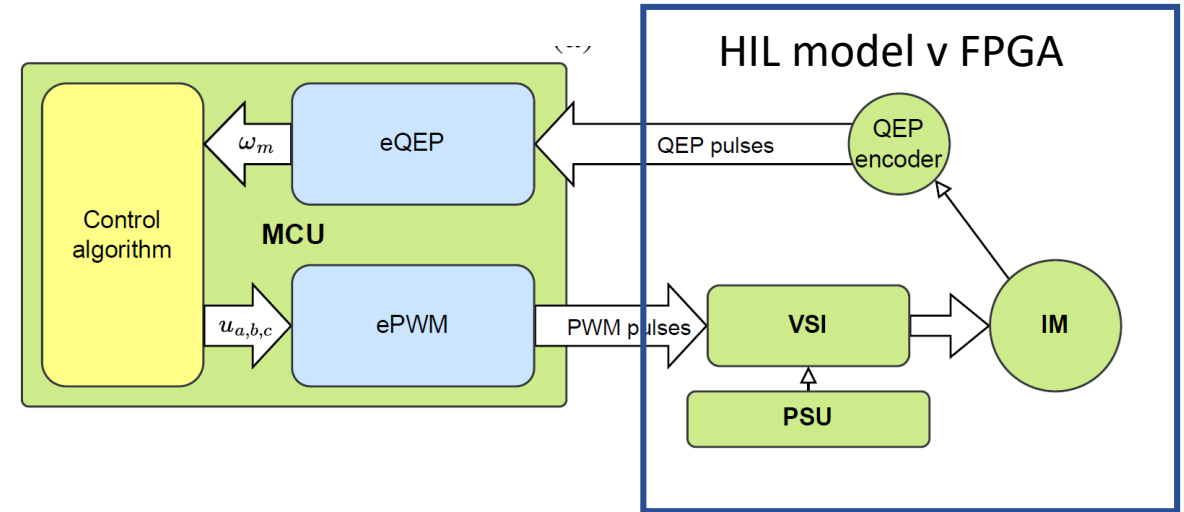 HIL model v FPGA
Control
algorithm
ω_m
eQEP
QEP pulses
QEP
encoder
MCU
u_{a,b,c}
ePWM
PWM pulses
VSI
IM
PSU